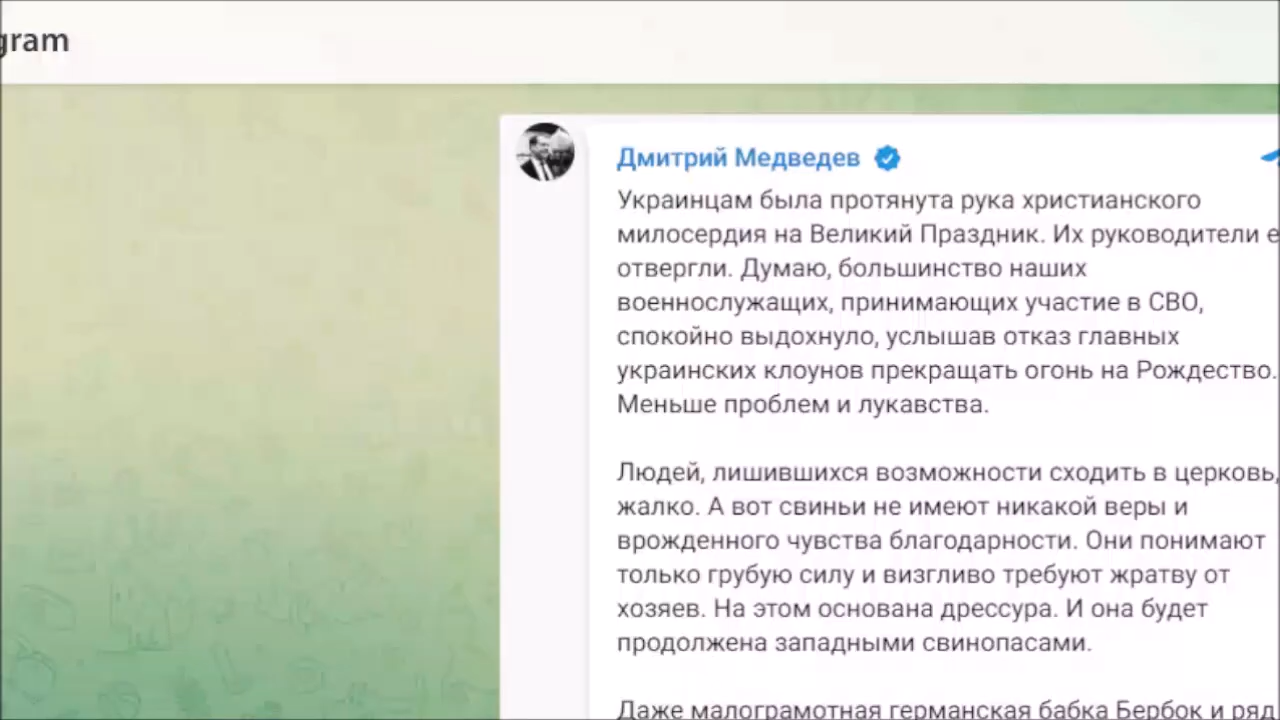 gram
Дмитрий Медведев
Украинцам была протянута рука христианского
милосердия на Великий Праздник. Их руководители е
отвергли. Думаю, большинство наших
военнослужащих, принимающих участие в СВО,
спокойно выдохнуло, услышав отказ главных
украинских клоунов прекращать огонь на Рождество.
Меньше проблем и лукавства.
Людей, лишившихся возможности сходить в церковь,
жалко. А вот свиньи не имеют никакой веры и
врожденного чувства благодарности. Они понимают
только грубую силу и визгливо требуют жратву от
хозяев. На этом основана дрессура. И она будет
продолжена западными свинопасами.
Даже малограмотная германская бабка Бербок и ряд